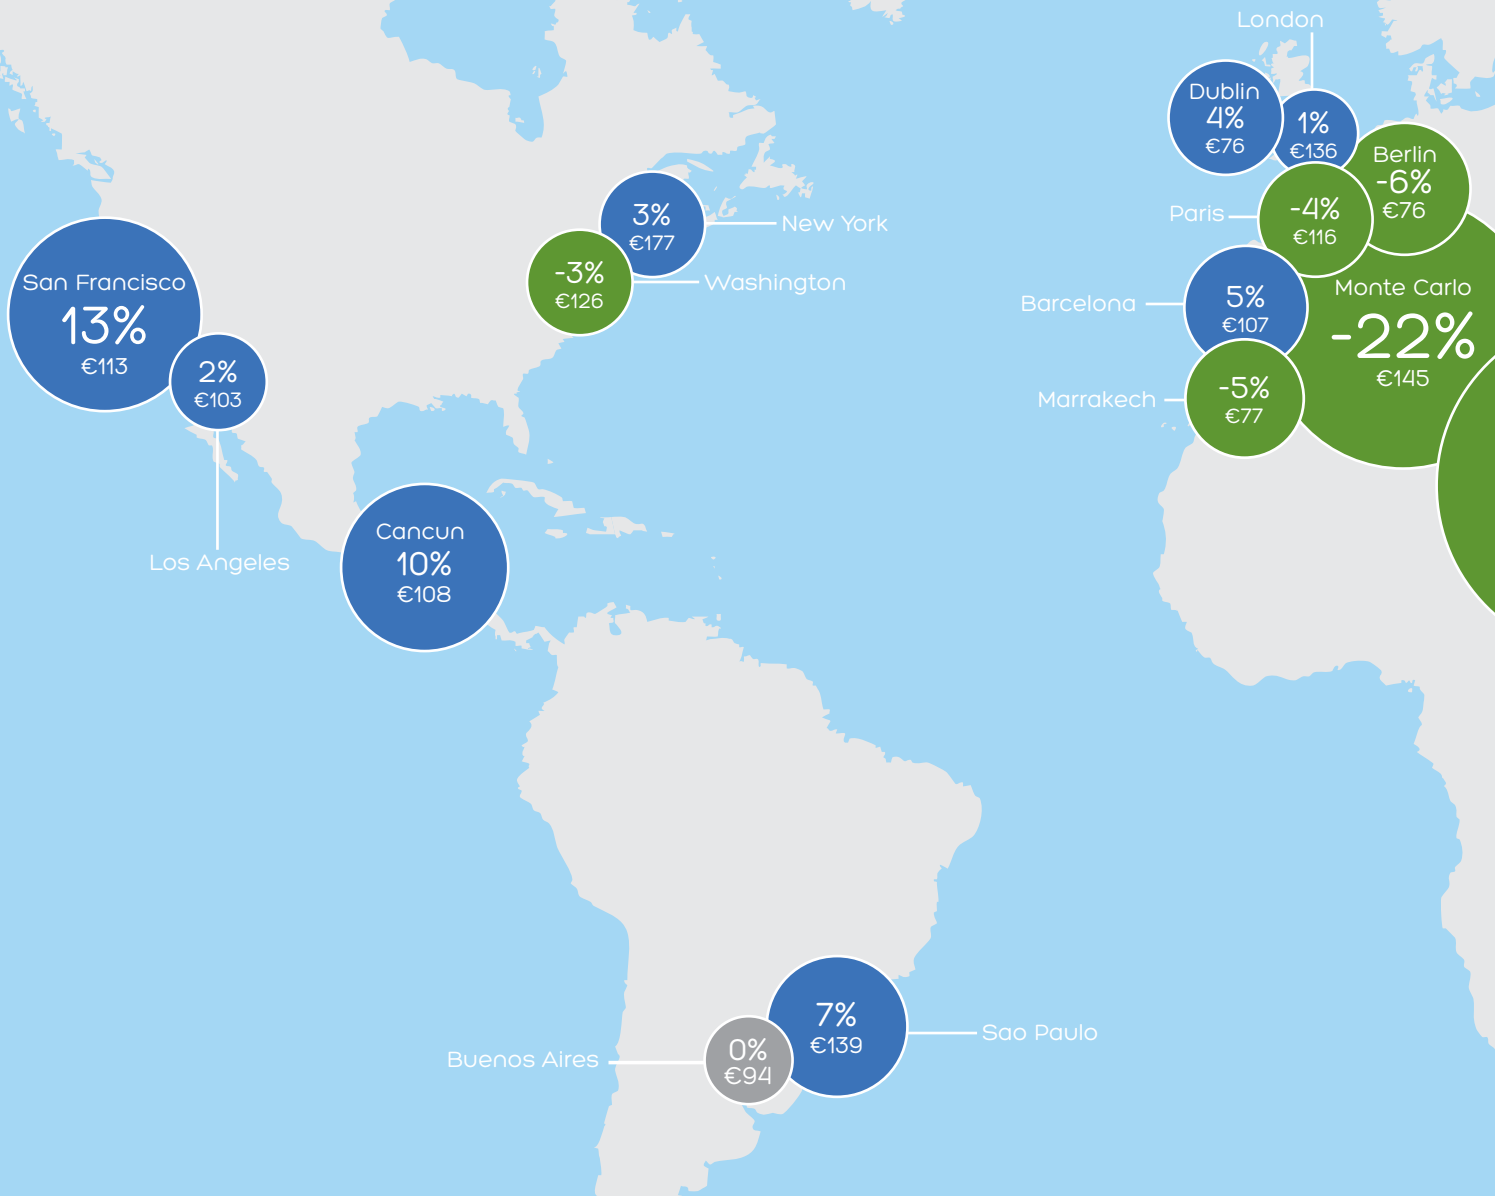 London
Dublin
4%
€76
1%
€136
Berlin
-6%
€76
Paris
-4%
€116
3%
€177
New York
-3%
€126
Washington
San Francisco
13%
€113
2%
€103
Los Angeles
Barcelona
5%
€107
Monte Carlo
-22%
€145
Marrakech
-5%
€77
Cancun
10%
€108
7%
€139
Sao Paulo
Buenos Aires
0%
€94